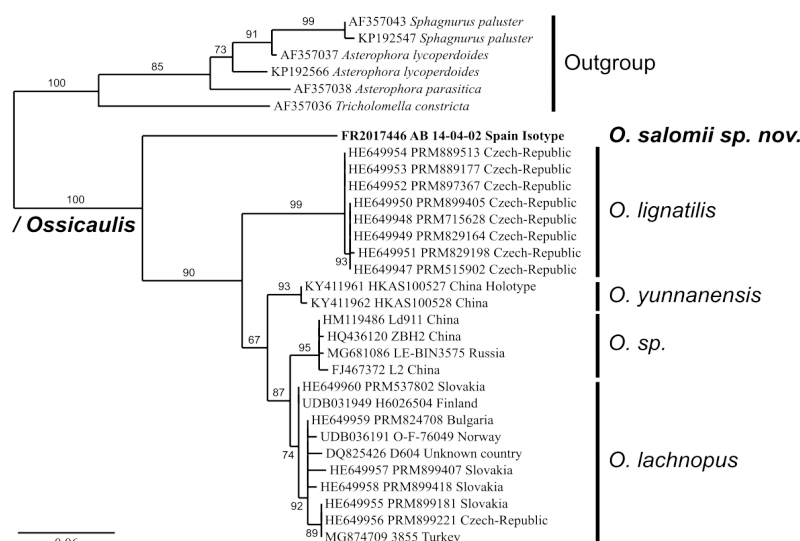 99
AF357043 Sphagnurus paluster
91
KP192547 Sphagnurus paluster
73
AF357037 Asterophora lycoperdoides
85
KP192566 Asterophora lycoperdoides
Outgroup
100
AF357038 Asterophora parasitica
AF357036 Tricholomella constricta
FR2017446 AB 14-04-02 Spain Isotype
O. salomii sp. nov.
HE649954 PRM889513 Czech-Republic
HE649953 PRM889177 Czech-Republic
HE649952 PRM897367 Czech-Republic
100
99
HE649950 PRM899405 Czech-Republic
O. lignatilis
/ Ossicaulis
HE649948 PRM715628 Czech-Republic
HE649949 PRM829164 Czech-Republic
HE649951 PRM829198 Czech-Republic
93
HE649947 PRM515902 Czech-Republic
90
93
KY411961 HKAS100527 China Holotype
O. yunnanensis
KY411962 HKAS100528 China
HM119486 Ld911 China
67
HQ436120 ZBH2 China
O. sp.
95
MG681086 LE-BIN3575 Russia
FJ467372 L2 China
87
HE649960 PRM537802 Slovakia
UDB031949 H6026504 Finland
HE649959 PRM824708 Bulgaria
UDB036191 O-F-76049 Norway
74
DQ825426 D604 Unknown country
O. lachnopus
HE649957 PRM899407 Slovakia
HE649958 PRM899418 Slovakia
92
HE649955 PRM899181 Slovakia
HE649956 PRM899221 Czech-Republic
89
MG874709 3855 Turkey